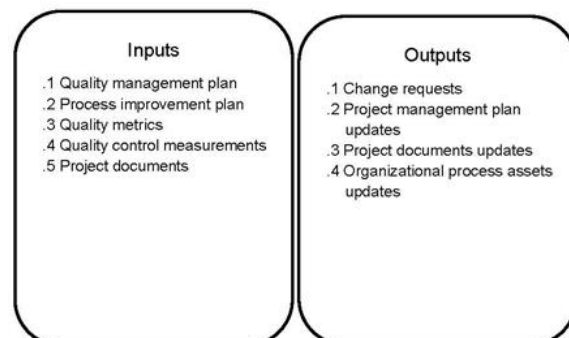 Inputs
.1 Quality management plan
.2 Process improvement plan
.3 Quality metrics
.4 Quality control measurements
.5 Project documents
Outputs
.1 Change requests
.2 Project management plan
updates
.3 Project documents updates
.4 Organizational process assets
updates